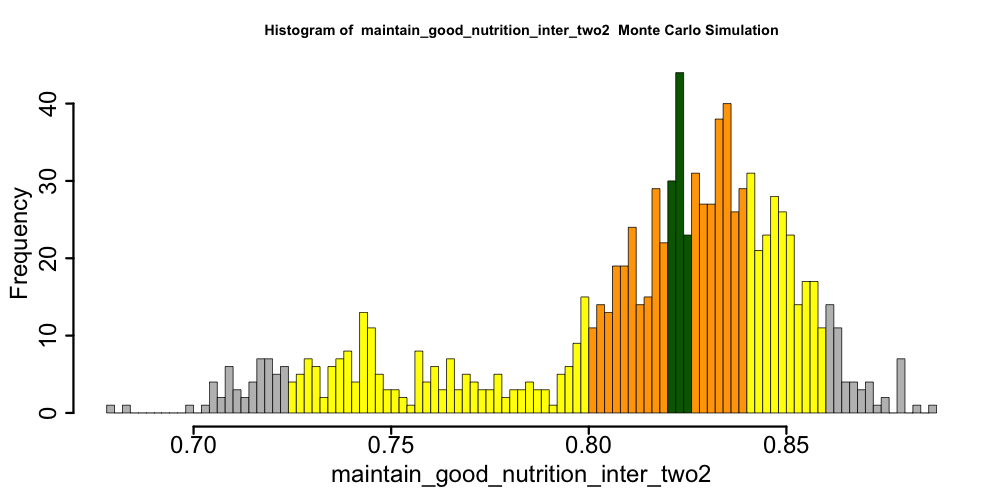 Histogram of  maintain_good_nutrition_inter_two2  Monte Carlo Simulation
Frequency
40
30
20
10
0
0.70 0.75 0.80 0.85
maintain_good_nutrition_inter_two2